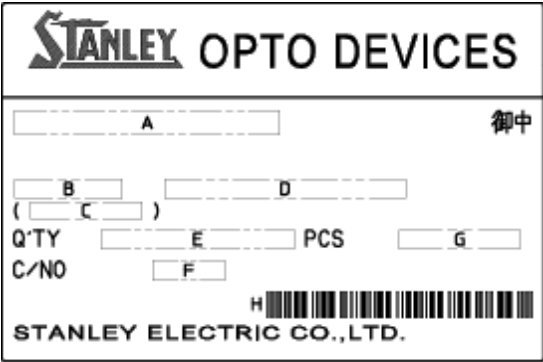 STANLEY OPTO DEVICES
A 御中
B D
( C )
Q'TY E PCS G
C/NO F
H
STANLEY ELECTRIC CO.,LTD.